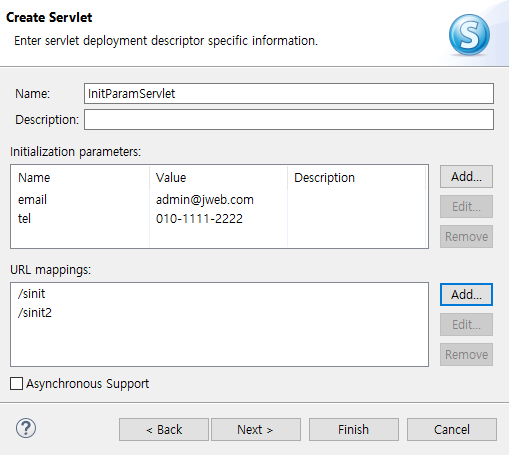 Create Servlet
Enter servlet deployment descriptor specific information.
S
Name: InitParamServlet
Description:
Initialization parameters:
Name Value Description
email admin@jweb.com
tel 010-1111-2222
Add...
Edit...
Remove
URL mappings:
/sinit
/sinit2
Add...
Edit...
Remove
Asynchronous Support
? < Back Next > Finish Cancel